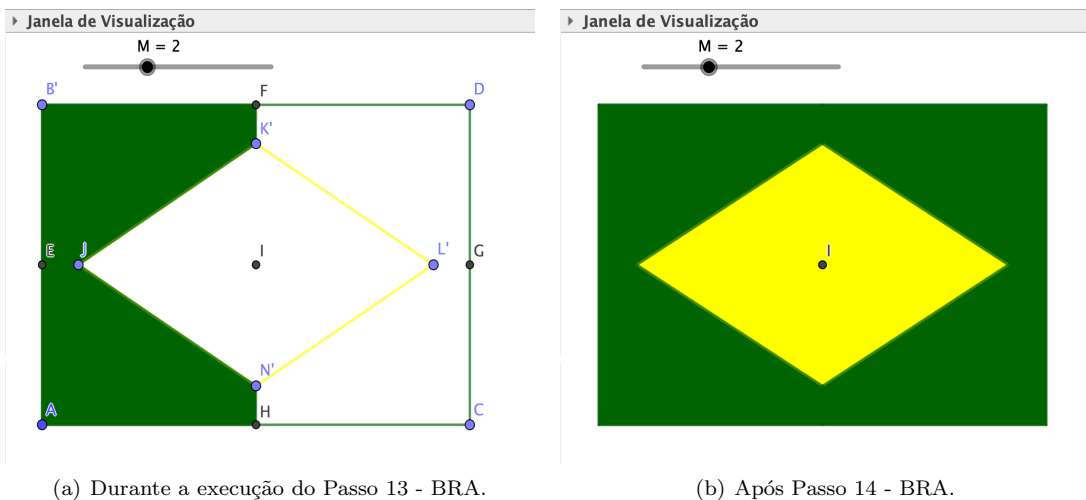 Janela de Visualização
M = 2
B'
F
D
K'
E
J
I
L'
G
N'
A
H
C
(a) Durante a execução do Passo 13 - BRA.
Janela de Visualização
M = 2
I
(b) Após Passo 14 - BRA.